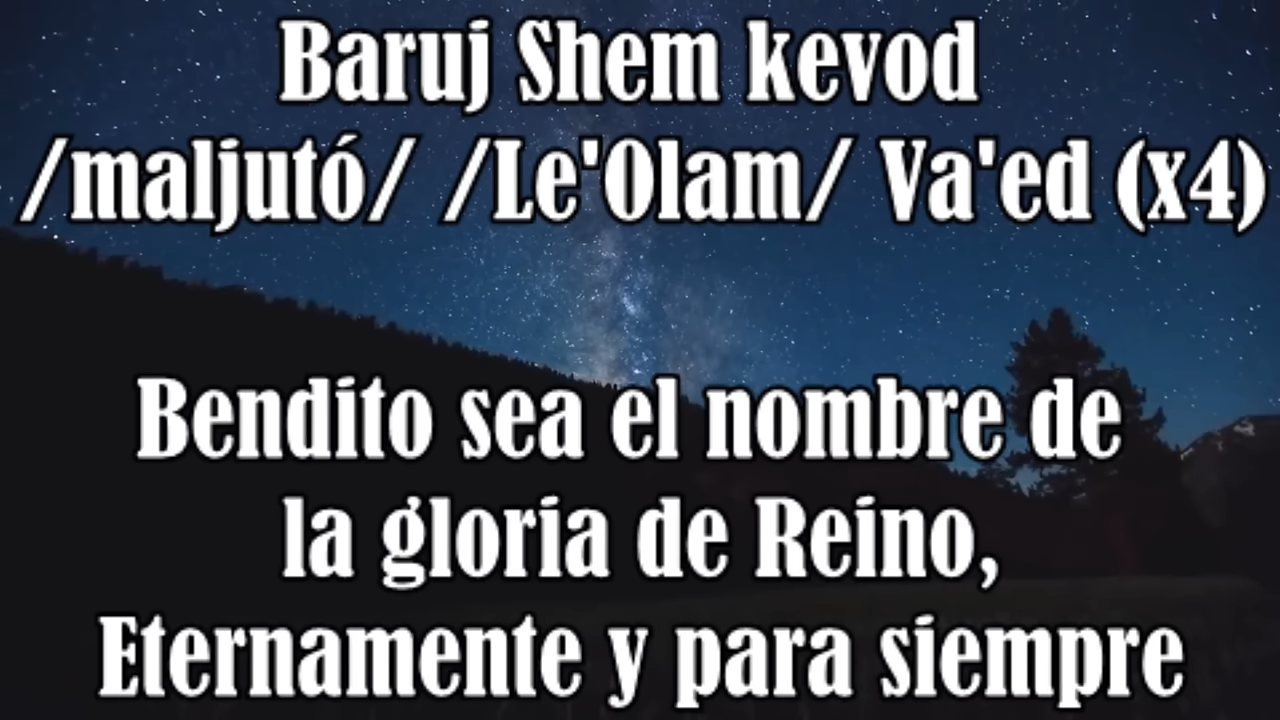 Baruj Shem kevod
/maljutó/ /Le'Olam/ Va'ed (x4)
Bendito sea el nombre de
la gloria de Reino,
Eternamente y para siempre